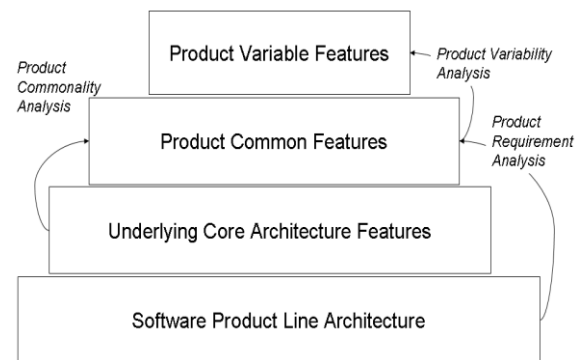 Product Variable Features
Product Variability
Analysis
Product
Commonality
Analysis
Product Common Features
Product
Requirement
Analysis
Underlying Core Architecture Features
Software Product Line Architecture